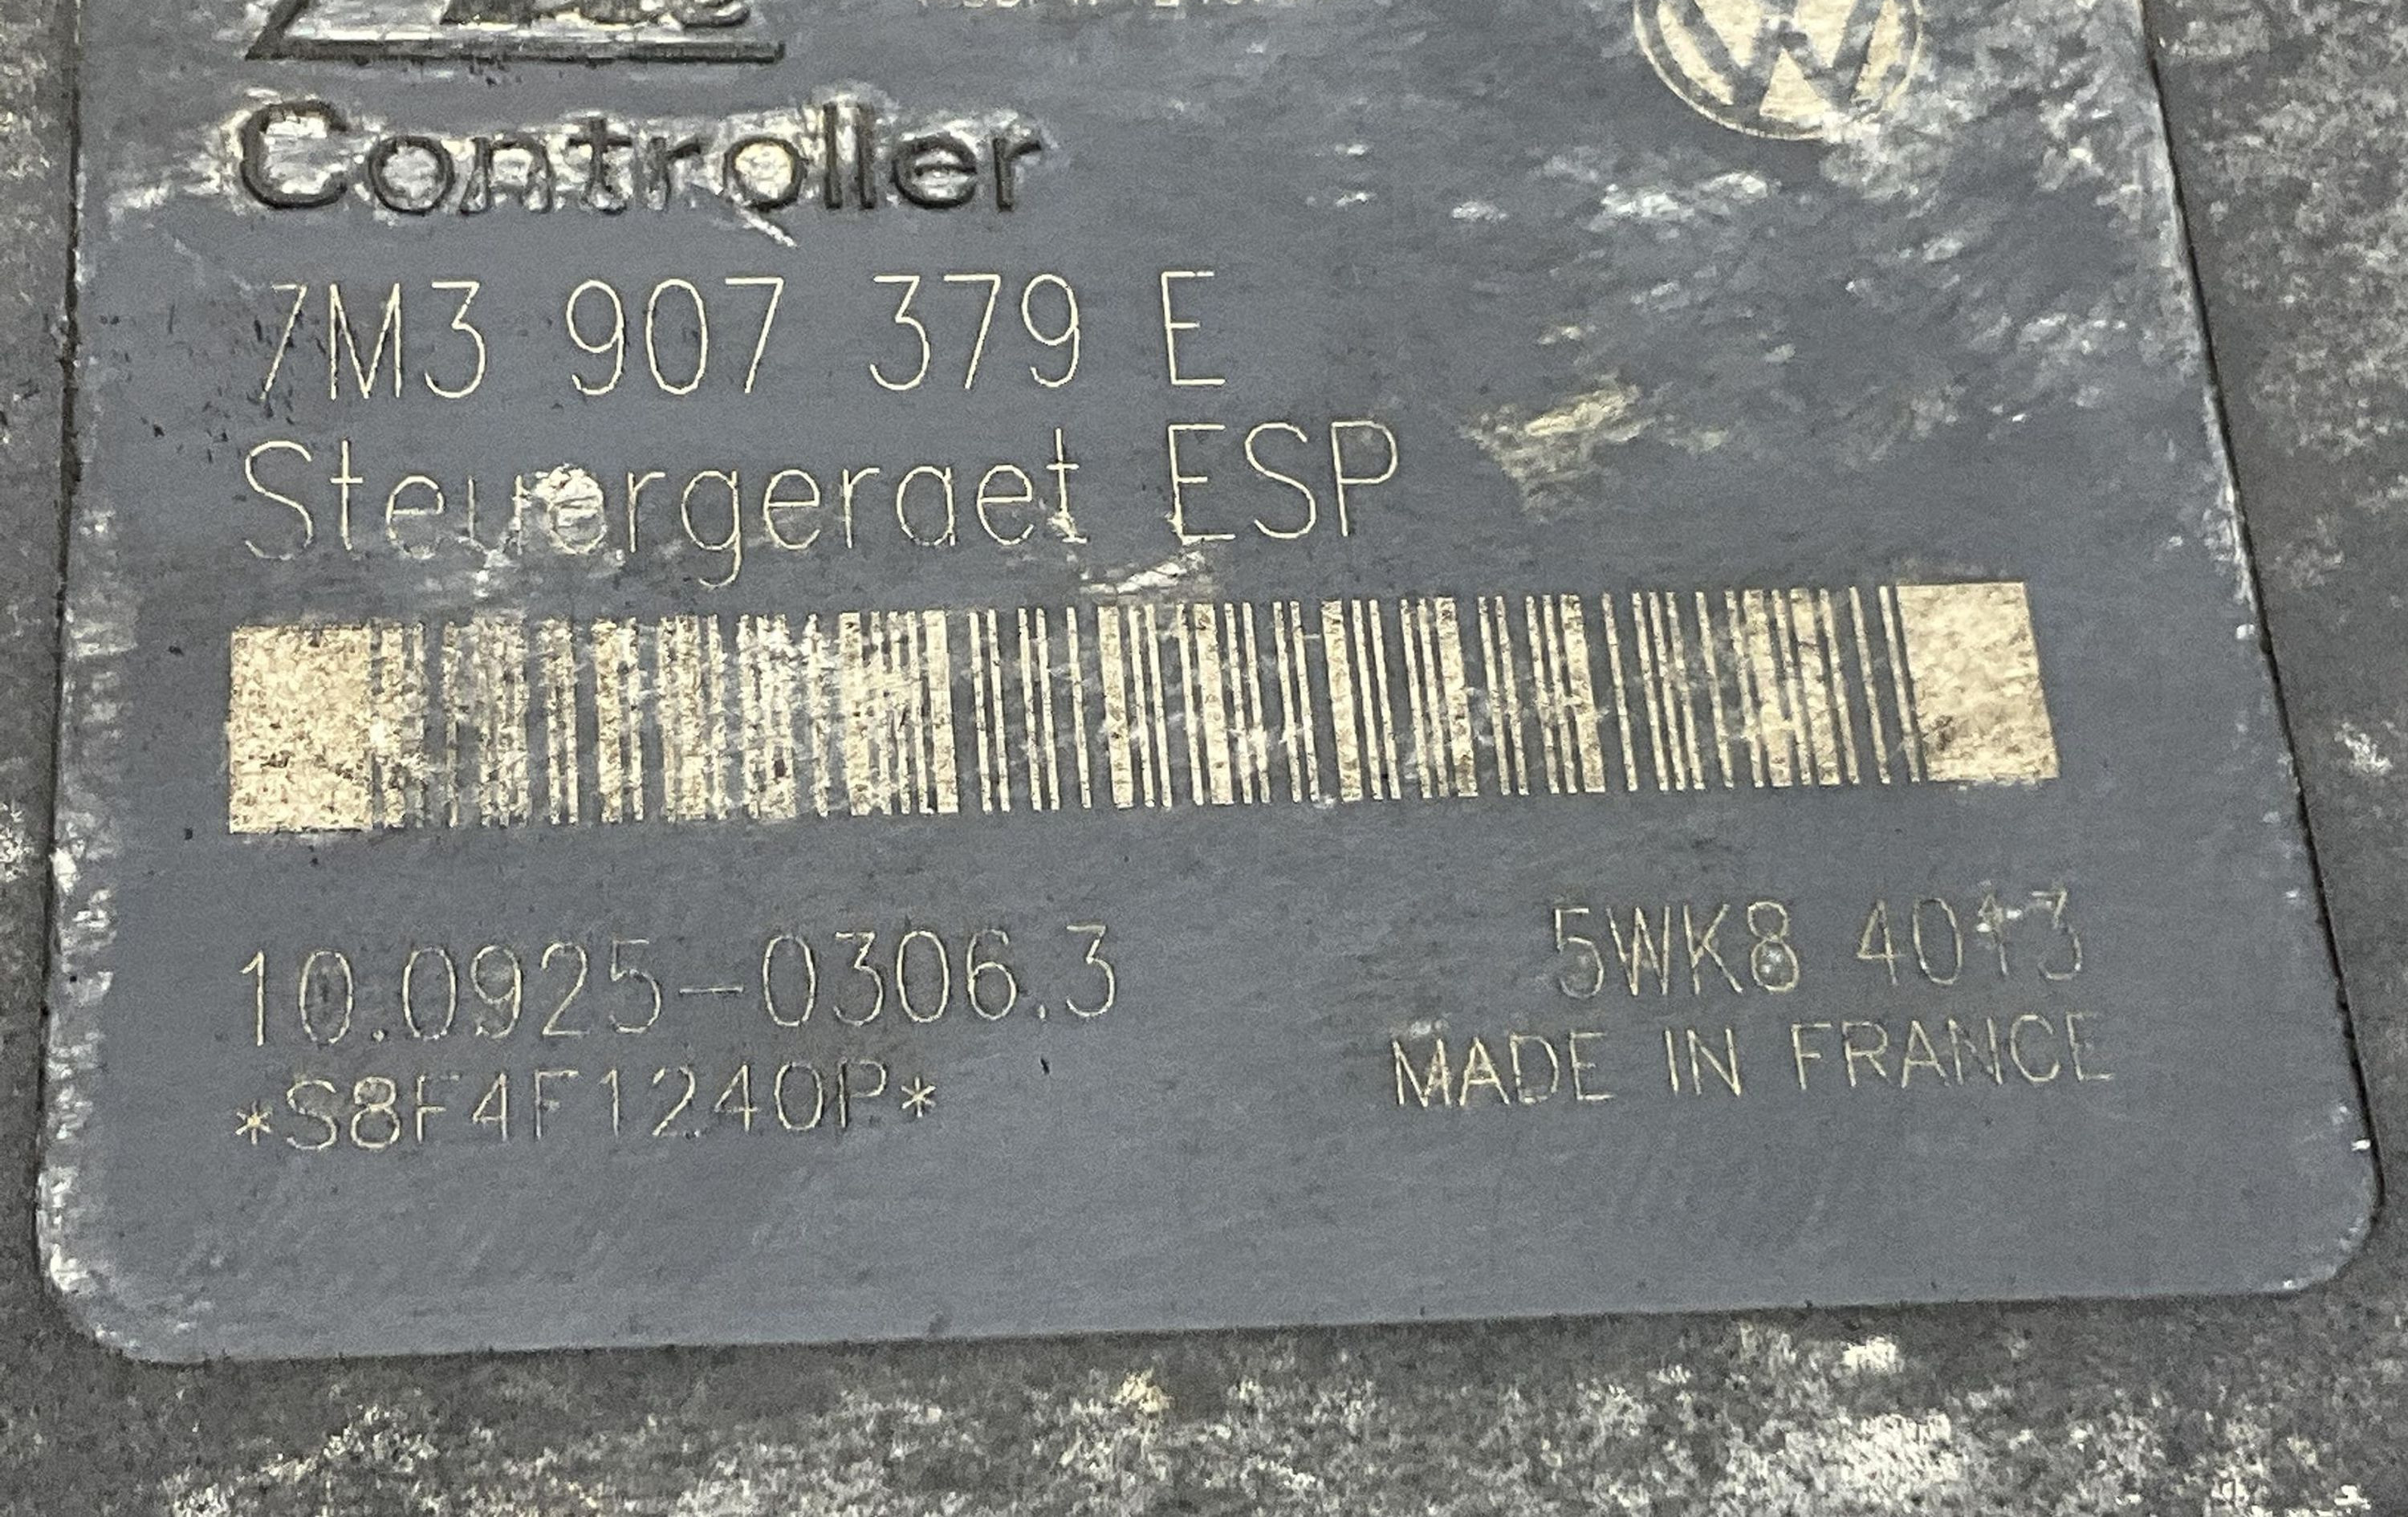 Controller
7M3 907 379 E
Steuergeraet ESP
10.0925-0306.3
5WK8 4013
*S8F4F1240P*
MADE IN FRANCE